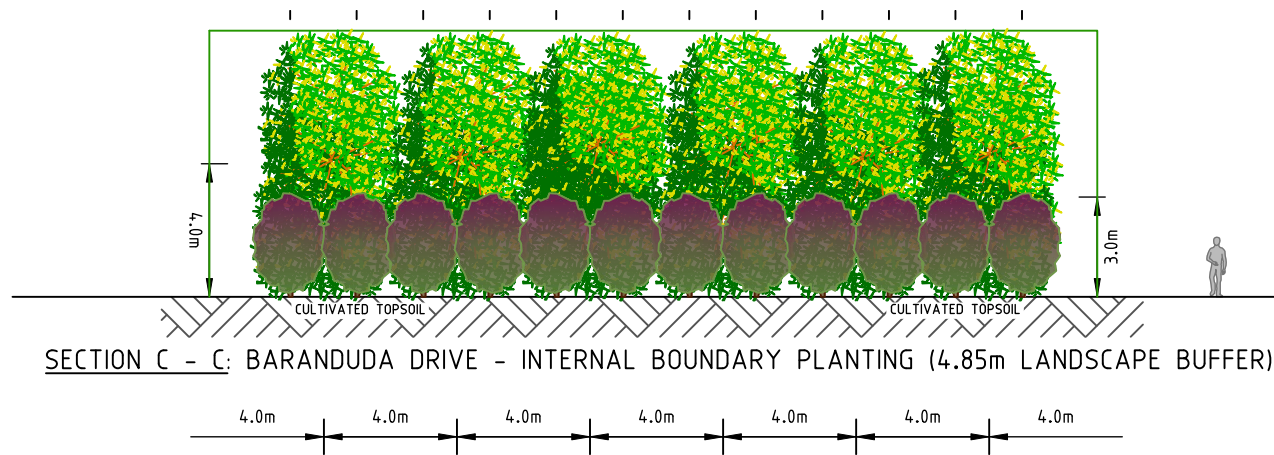 4.0m
3.0m
CULTIVATED TOPSOIL CULTIVATED TOPSOIL
SECTION C - C: BARANDUDA DRIVE - INTERNAL BOUNDARY PLANTING (4.85m LANDSCAPE BUFFER)
4.0m 4.0m 4.0m 4.0m 4.0m 4.0m 4.0m